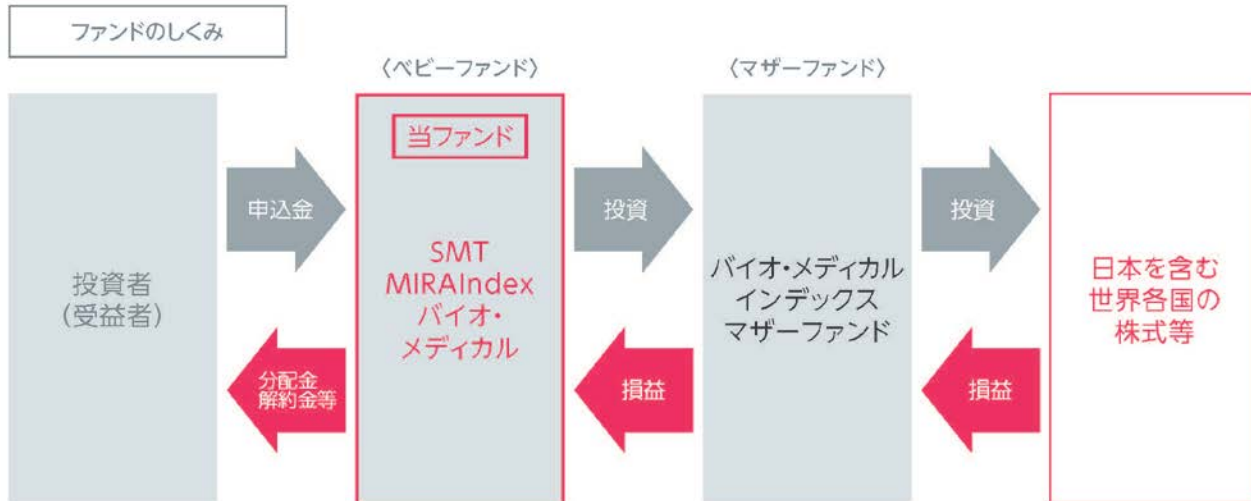 ファンドのしくみ
〈ベビーファンド〉
〈マザーファンド〉
投資者
(受益者)
申込金
分配金
解約金等
当ファンド
SMT
MIRAIndex
バイオ・
メディカル
投資
損益
バイオ・メディカル
インデックス
マザーファンド
投資
損益
日本を含む
世界各国の
株式等